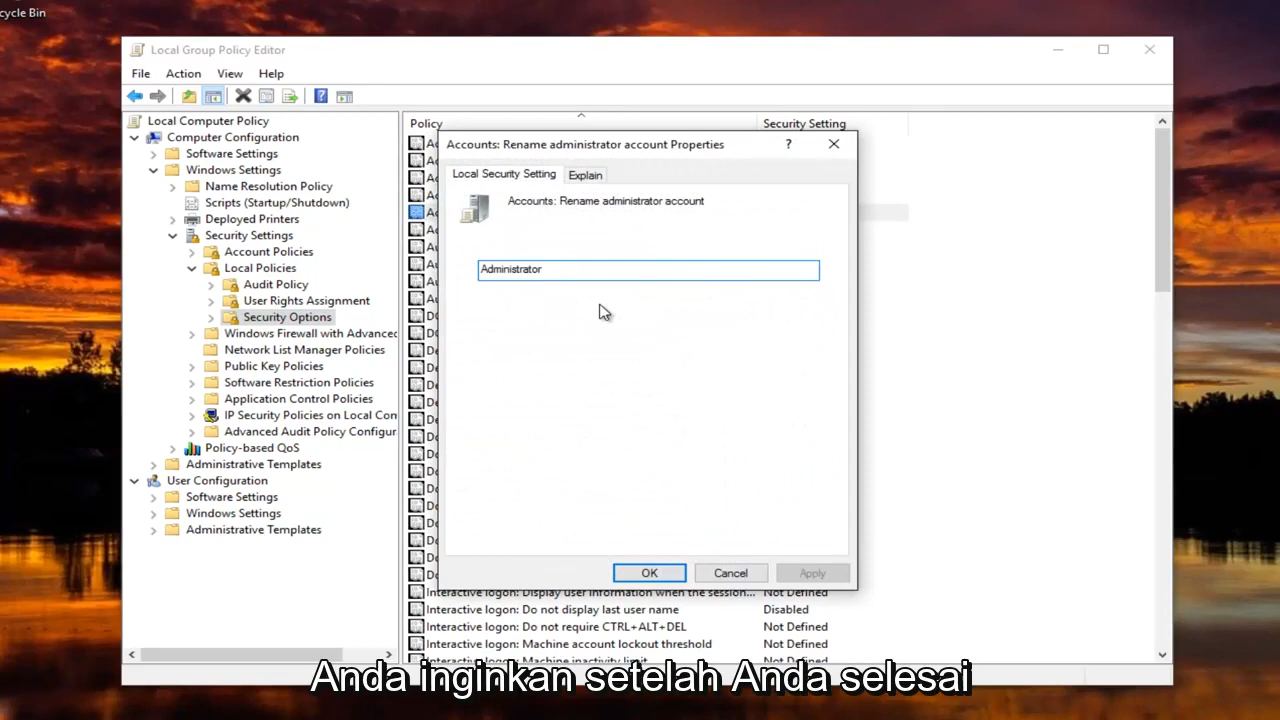 cycle Bin
Local Group Policy Editor
File Action View Help
Local Computer Policy
Computer Configuration
Software Settings
Windows Settings
Name Resolution Policy
Scripts (Startup/Shutdown)
Deployed Printers
Security Settings
Account Policies
Local Policies
Audit Policy
User Rights Assignment
Security Options
Windows Firewall with Advanced
Network List Manager Policies
Public Key Policies
Software Restriction Policies
Application Control Policies
IP Security Policies on Local Con
Advanced Audit Policy Configur
Policy-based QoS
Administrative Templates
User Configuration
Software Settings
Windows Settings
Administrative Templates
Policy Security Setting
Accounts: Rename administrator account Properties
Local Security Setting Explain
Accounts: Rename administrator account
Administrator
OK Cancel Apply
Interactive logon: Display user information when the session... Not Defined
Interactive logon: Do not display last user name Disabled
Interactive logon: Do not require CTRL+ALT+DEL Not Defined
Interactive logon: Machine account lockout threshold Not Defined
Interactive logon: Machine inactivity limit Not Defined
Anda inginkan setelah Anda selesai